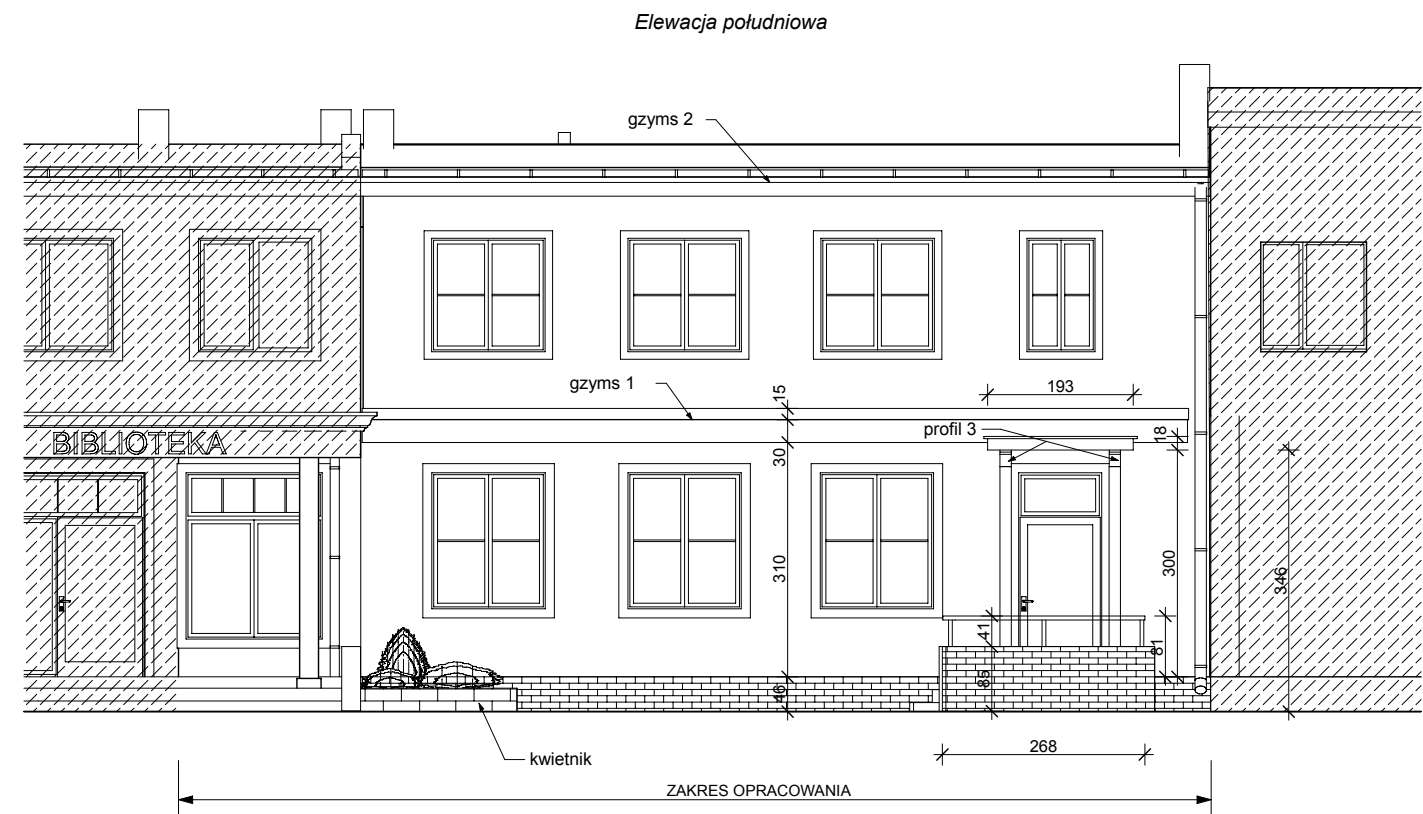 Elewacja południowa
gzyms 2
gzyms 1
15
193
BIBLIOTEKA
profil 3
18
30
310
300
346
41
81
85
46
kwietnik
268
ZAKRES OPRACOWANIA